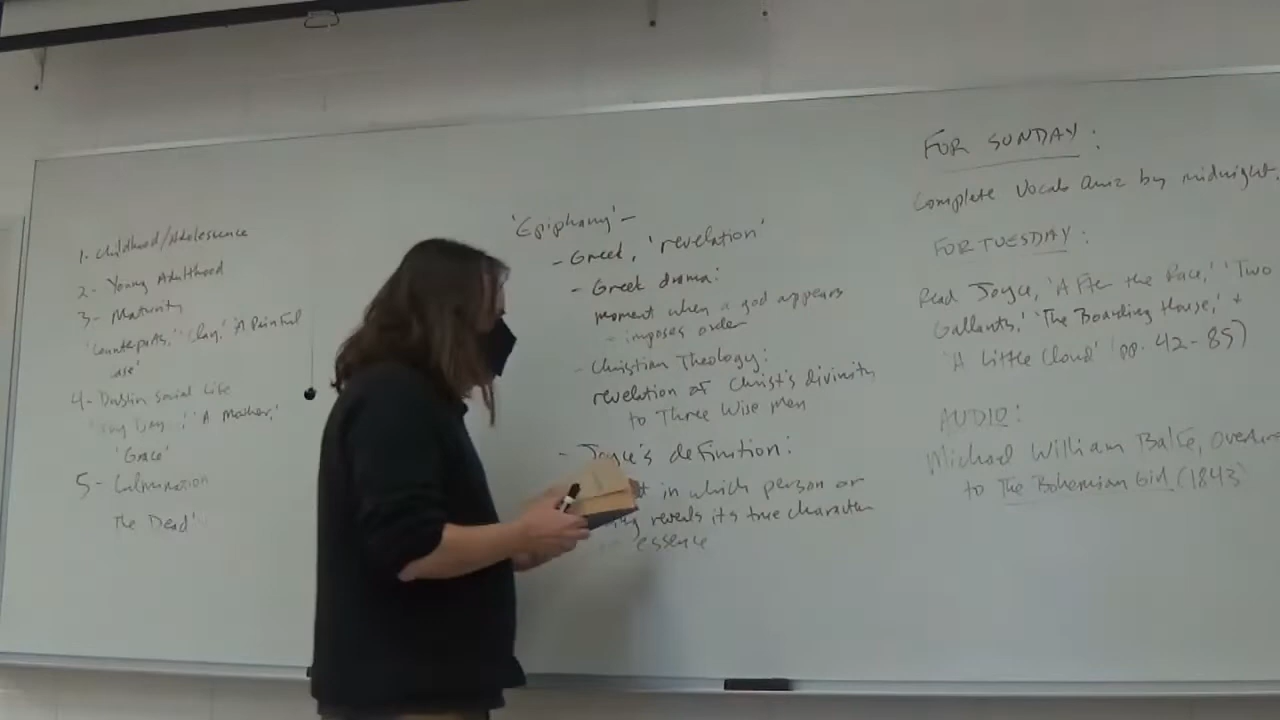 1- Childhood/Adolessence
2- Young Adulthood
3- Maturity
'Counterparts,' 'Clay,' 'A Painful
4- Dublin Social Life
'A Mother,'
'Grace'
5- Culmination
'The Dead'
'Epiphany' -
- Greek, 'revelation'
- Greek drama:
moment when a god appears
- imposes order
- Christian Theology:
revelation of Christ's divinity
to Three Wise Men
- Joyce's definition:
in which person or
reveals its true character
essence
FOR SUNDAY:
Complete Vocab Quiz by midnight.
FOR TUESDAY:
Read Joyce, 'After the Race,' 'Two
Gallants,' 'The Boarding House,' +
'A Little Cloud' (pp. 42-85)
AUDIO:
Michael William Balfe, Overture
to The Bohemian Girl (1843)